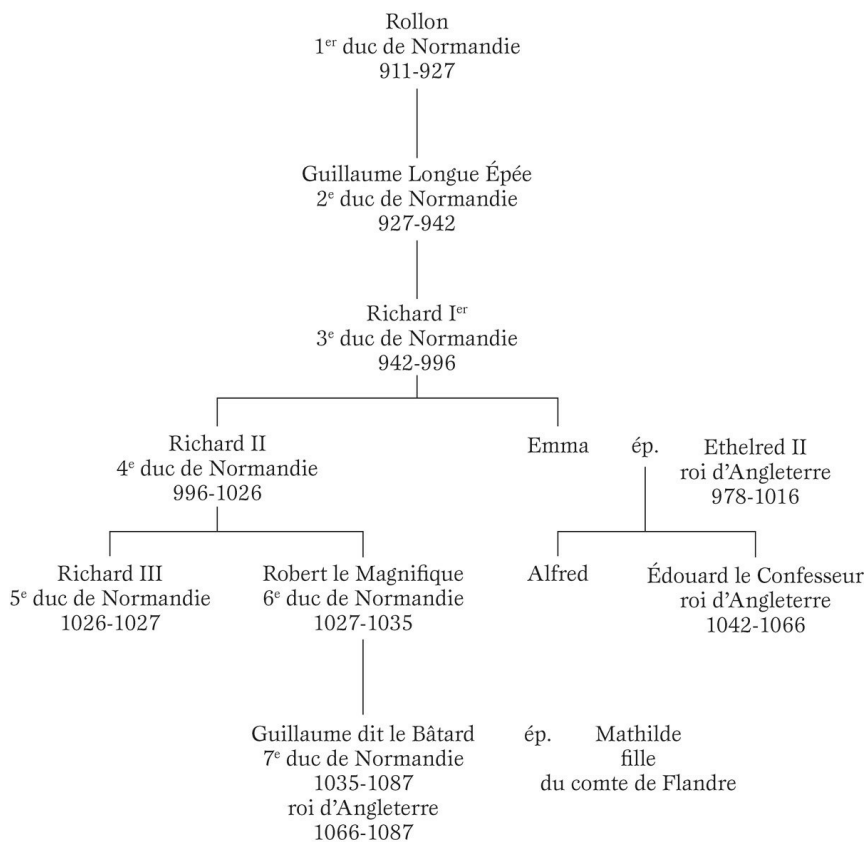 Rollon
1er duc de Normandie
911-927
Guillaume Longue Épée
2e duc de Normandie
927-942
Richard Ier
3e duc de Normandie
942-996
Richard II
4e duc de Normandie
996-1026
Emma
ép.
Ethelred II
roi d'Angleterre
978-1016
Richard III
5e duc de Normandie
1026-1027
Robert le Magnifique
6e duc de Normandie
1027-1035
Alfred
Édouard le Confesseur
roi d'Angleterre
1042-1066
Guillaume dit le Bâtard
7e duc de Normandie
1035-1087
roi d'Angleterre
1066-1087
ép.
Mathilde
fille
du comte de Flandre